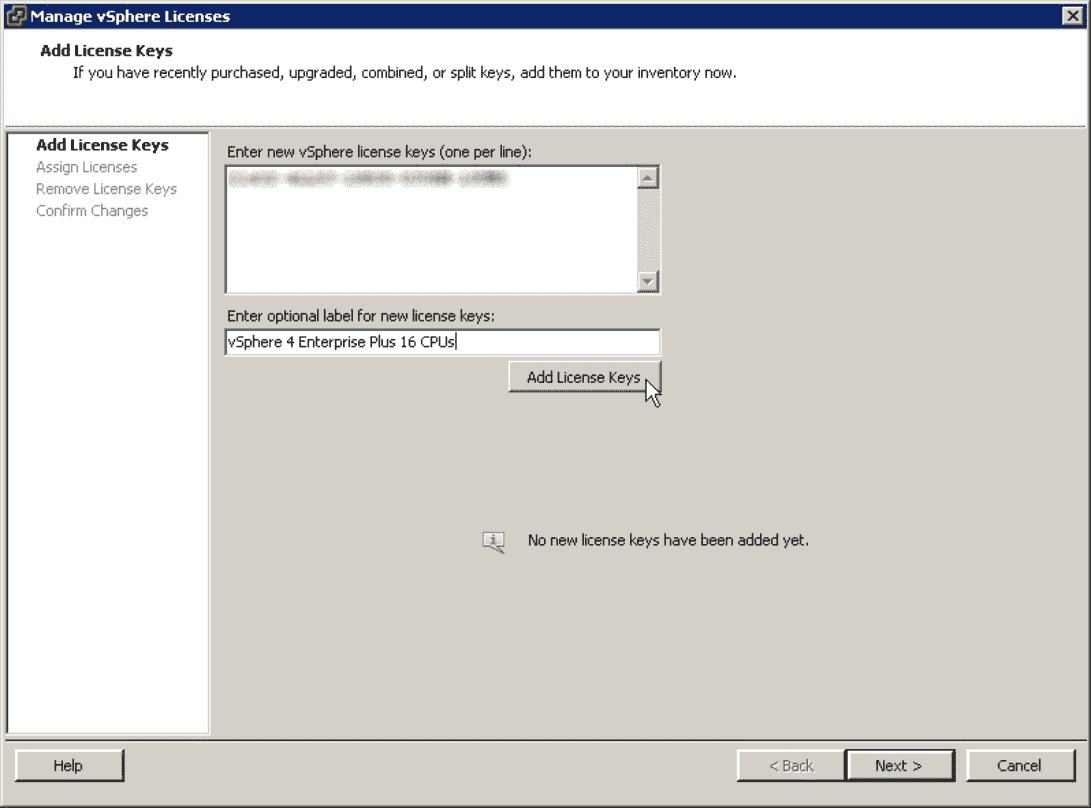 Manage vSphere Licenses
Add License Keys
If you have recently purchased, upgraded, combined, or split keys, add them to your inventory now.
Add License Keys
Assign Licenses
Remove License Keys
Confirm Changes
Enter new vSphere license keys (one per line):
Enter optional label for new license keys:
vSphere 4 Enterprise Plus 16 CPUs
Add License Keys
No new license keys have been added yet.
Help
< Back
Next >
Cancel